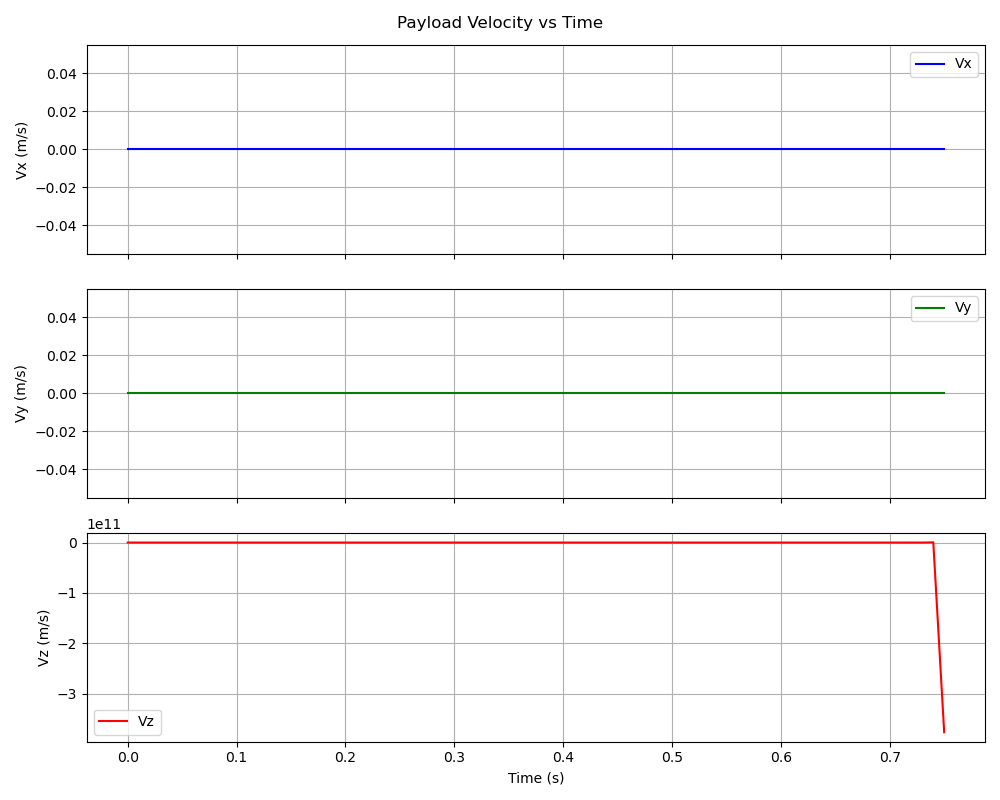 Payload Velocity vs Time
Vx
0.04
0.02
0.00
−0.02
−0.04
Vx (m/s)
Vy
0.04
0.02
0.00
−0.02
−0.04
Vy (m/s)
1e11
0
−1
−2
−3
Vz (m/s)
Vz
0.0 0.1 0.2 0.3 0.4 0.5 0.6 0.7
Time (s)